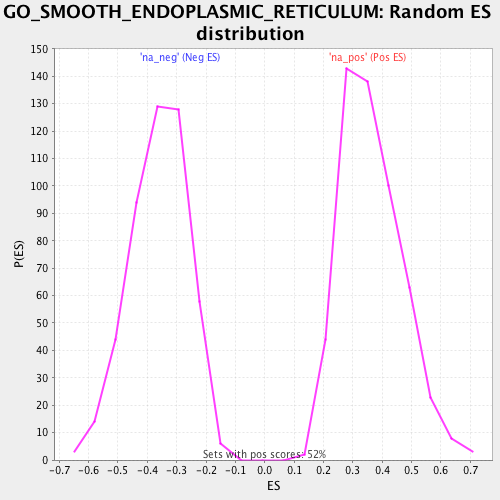 GO_SMOOTH_ENDOPLASMIC_RETICULUM: Random ES
distribution
'na_neg' (Neg ES) 'na_pos' (Pos ES)
150
140
130
120
110
100
90
80
70
60
50
40
30
20
10
0
P(ES)
Sets with pos scores: 52%
-0.7 -0.6 -0.5 -0.4 -0.3 -0.2 -0.1 0.0 0.1 0.2 0.3 0.4 0.5 0.6 0.7
ES